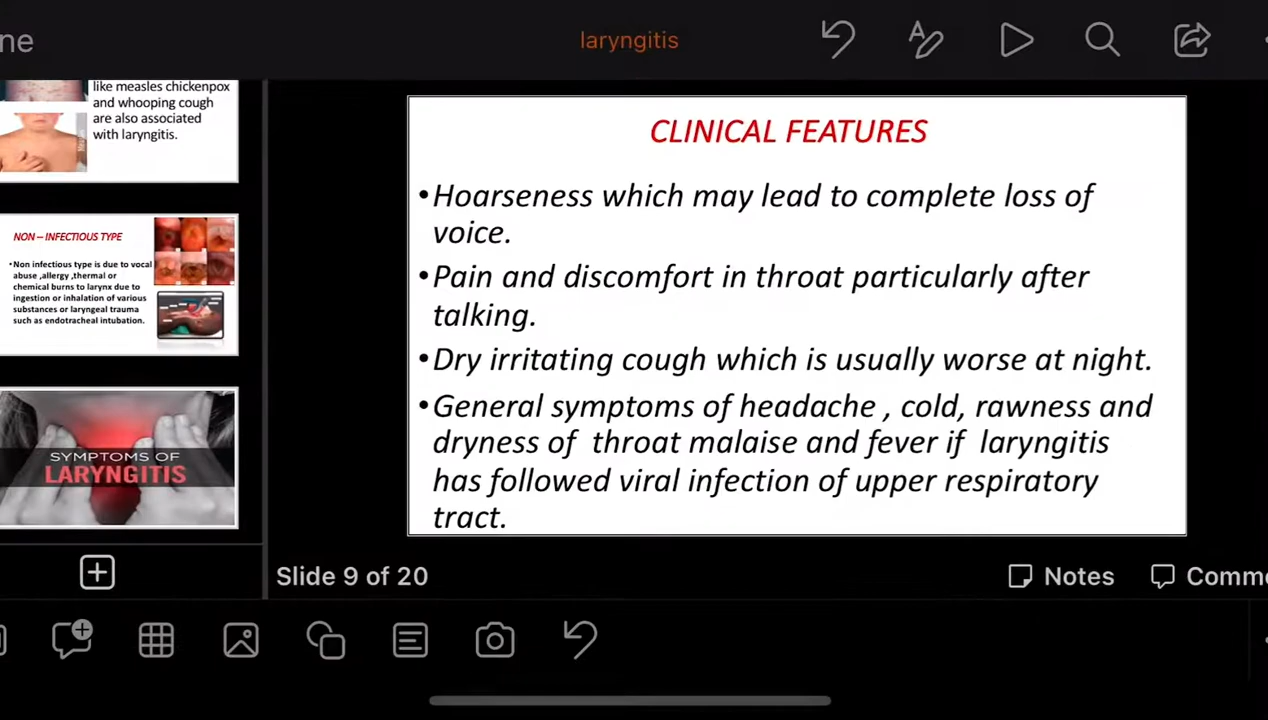 ne
laryngitis
like measles chickenpox
and whooping cough
are also associated
with laryngitis.
NON – INFECTIOUS TYPE
•Non infectious type is due to vocal
abuse ,allergy ,thermal or
chemical burns to larynx due to
ingestion or inhalation of various
substances or laryngeal trauma
such as endotracheal intubation.
SYMPTOMS OF
LARYNGITIS
CLINICAL FEATURES
•Hoarseness which may lead to complete loss of
voice.
•Pain and discomfort in throat particularly after
talking.
•Dry irritating cough which is usually worse at night.
•General symptoms of headache , cold, rawness and
dryness of  throat malaise and fever if  laryngitis
has followed viral infection of upper respiratory
tract.
Slide 9 of 20
Notes
Comme